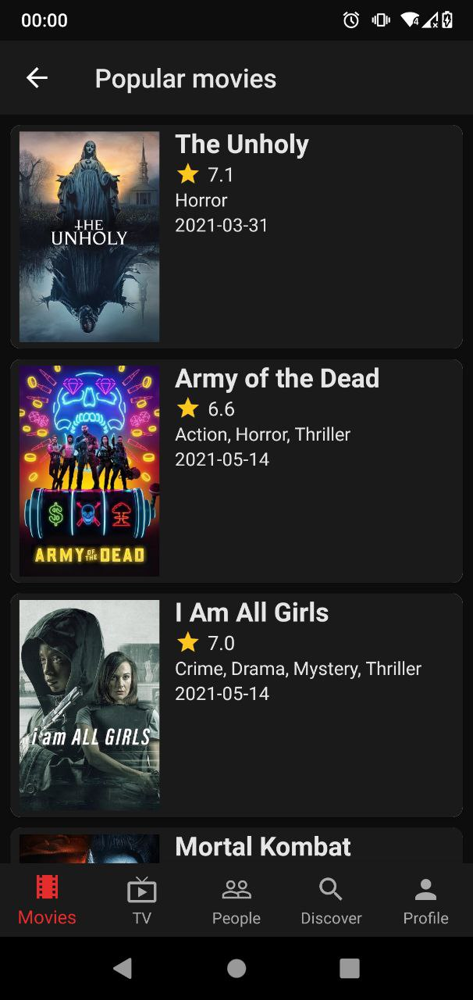 00:00
4
Popular movies
THE
UNHOLY
The Unholy
7.1
Horror
2021-03-31
ARMY OF THE DEAD
Army of the Dead
6.6
Action, Horror, Thriller
2021-05-14
i am ALL GIRLS
I Am All Girls
7.0
Crime, Drama, Mystery, Thriller
2021-05-14
Mortal Kombat
Movies
TV
People
Discover
Profile